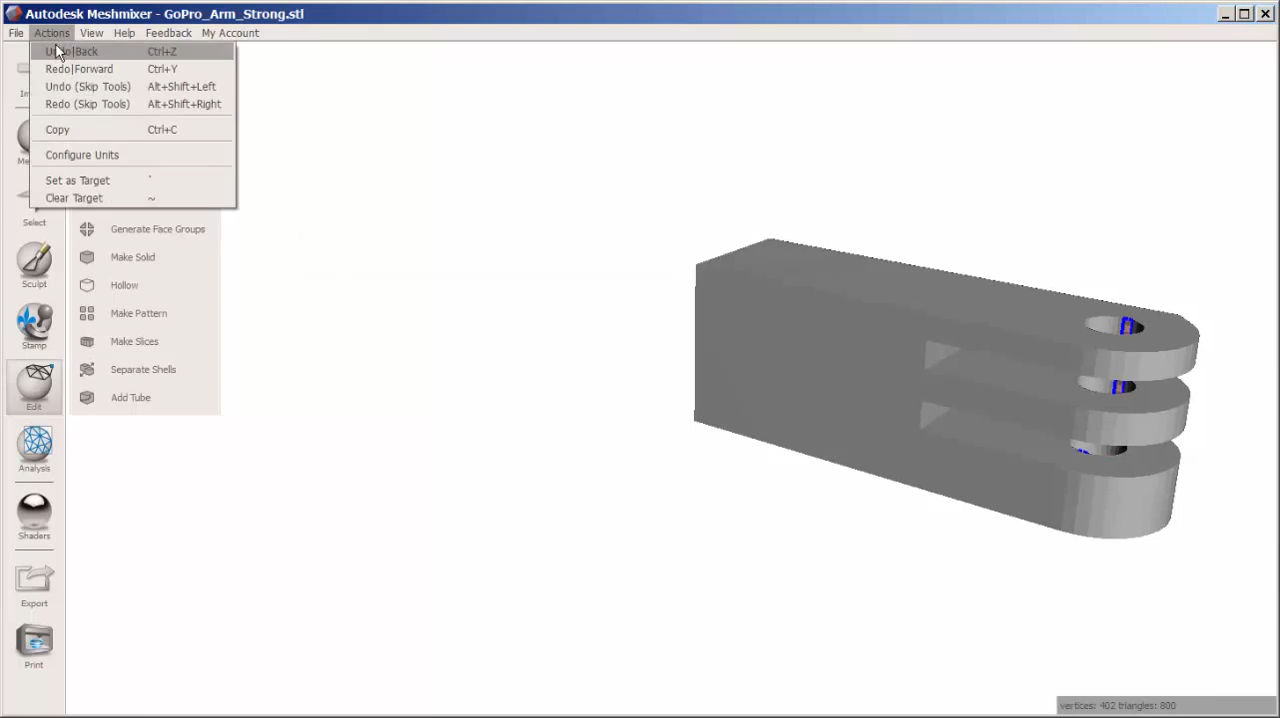 Autodesk Meshmixer - GoPro_Arm_Strong.stl
File Actions View Help Feedback My Account
Back Ctrl+Z
Redo|Forward Ctrl+Y
Undo (Skip Tools) Alt+Shift+Left
Redo (Skip Tools) Alt+Shift+Right
Copy Ctrl+C
Configure Units
Set as Target `
Clear Target ~
Select
Generate Face Groups
Make Solid
Sculpt
Hollow
Make Pattern
Stamp
Make Slices
Separate Shells
Add Tube
Edit
Analysis
Shaders
Export
Print
vertices: 402 triangles: 800